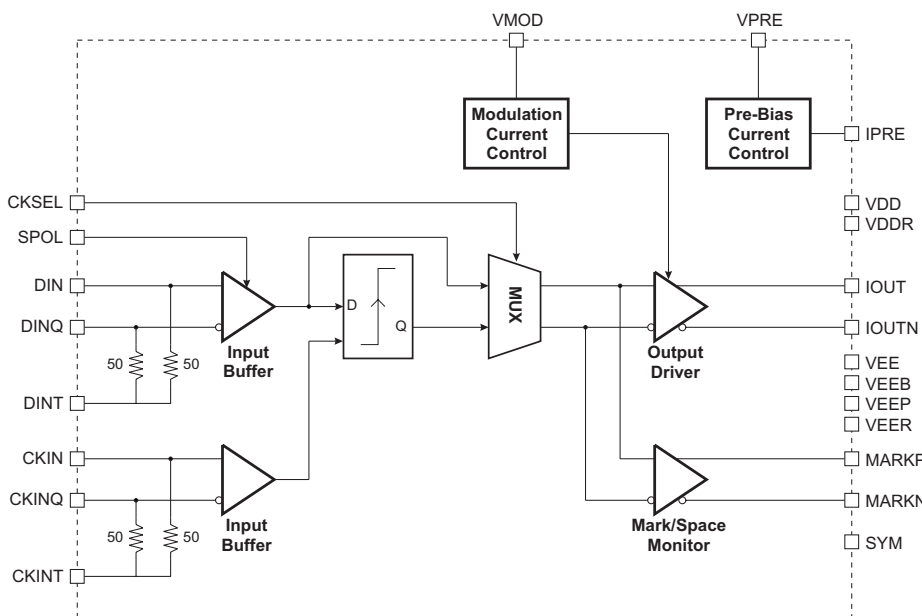 VMOD
VPRE
Modulation
Current
Control
Pre-Bias
Current
Control
IPRE
CKSEL
VDD
SPOL
VDDR
DIN
D
MUX
IOUT
DINQ
Q
IOUTN
Input
Buffer
Output
Driver
50
50
VEE
VEEB
DINT
VEEP
VEER
CKIN
MARKP
CKINQ
MARKN
Input
Buffer
Mark/Space
Monitor
50
50
SYM
CKINT